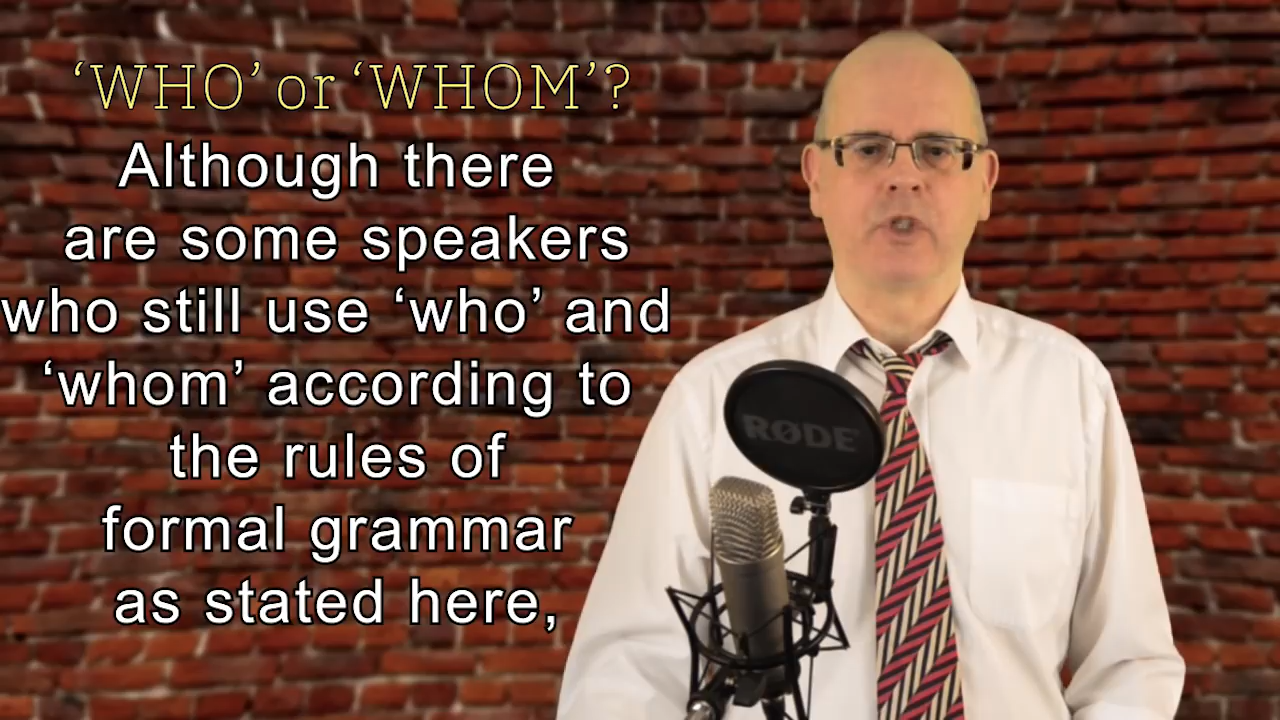 ‘WHO’ or ‘WHOM’?
Although there
are some speakers
who still use ‘who’ and
‘whom’ according to
the rules of
formal grammar
as stated here,
RØDE